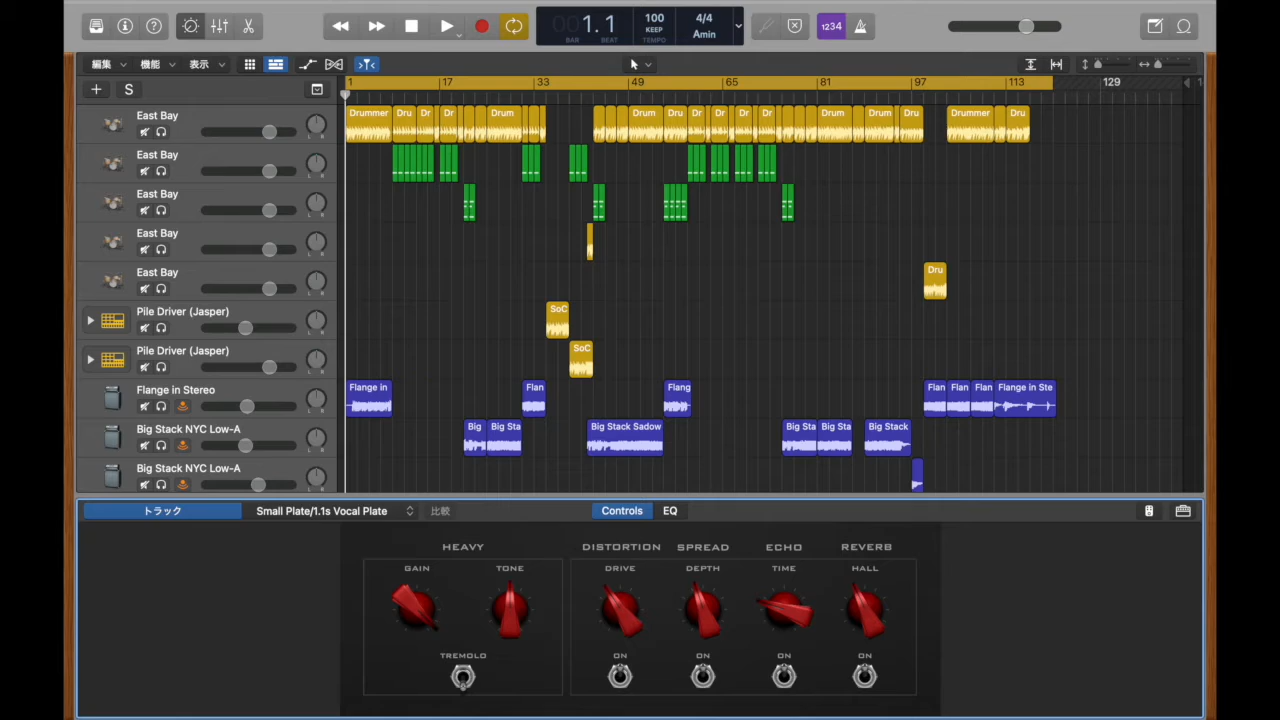 1.1
BAR
BEAT
100
KEEP
TEMPO
4/4
Amin
1234
編集
機能
表示
1
17
33
49
65
81
97
113
129
S
East Bay
L R
Drummer
Dru
Dr
Dr
Drum
Drum
Dru
Dr
Dr
Dr
Dr
Drum
Drum
Dru
Drummer
Dru
East Bay
L R
East Bay
L R
East Bay
L R
East Bay
L R
Dru
Pile Driver (Jasper)
L R
SoC
Pile Driver (Jasper)
L R
SoC
Flange in Stereo
L R
Flange in
Flan
Flang
Flan
Flan
Flan
Flange in Ste
Big Stack NYC Low-A
L R
Big
Big Sta
Big Stack Sadow
Big Sta
Big Sta
Big Stack
Big Stack NYC Low-A
L R
トラック
Small Plate/1.1s Vocal Plate
比較
Controls
EQ
HEAVY
DISTORTION
SPREAD
ECHO
REVERB
GAIN
TONE
DRIVE
DEPTH
TIME
HALL
TREMOLO
ON
ON
ON
ON